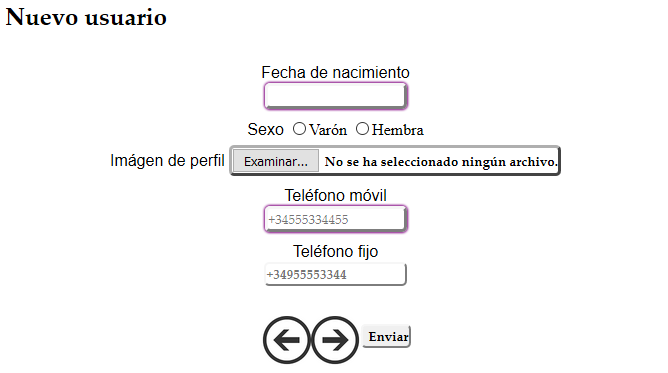 Nuevo usuario
Fecha de nacimiento
Sexo Varón Hembra
Imágen de perfil Examinar... No se ha seleccionado ningún archivo.
Teléfono móvil
+34555334455
Teléfono fijo
+34955553344
Enviar